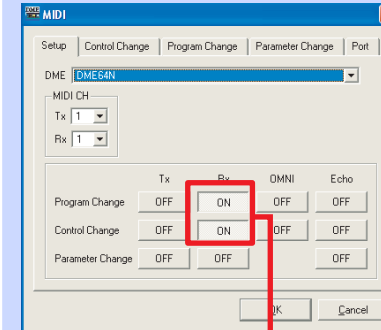 MIDI
Setup Control Change Program Change Parameter Change Port
DME DME64N
MIDI CH
Tx 1
Rx 1
Tx Rx OMNI Echo
Program Change OFF ON OFF OFF
Control Change OFF ON OFF OFF
Parameter Change OFF OFF OFF
OK Cancel